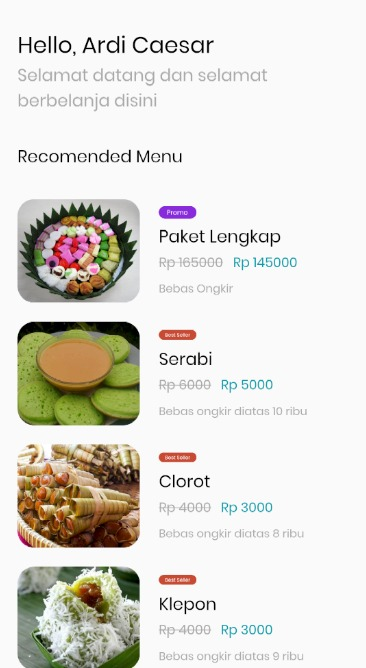 Hello, Ardi Caesar
Selamat datang dan selamat
berbelanja disini
Recomended Menu
Promo
Paket Lengkap
Rp 165000 Rp 145000
Bebas Ongkir
Best Seller
Serabi
Rp 6000 Rp 5000
Bebas ongkir diatas 10 ribu
Best Seller
Clorot
Rp 4000 Rp 3000
Bebas ongkir diatas 8 ribu
Best Seller
Klepon
Rp 4000 Rp 3000
Bebas ongkir diatas 9 ribu